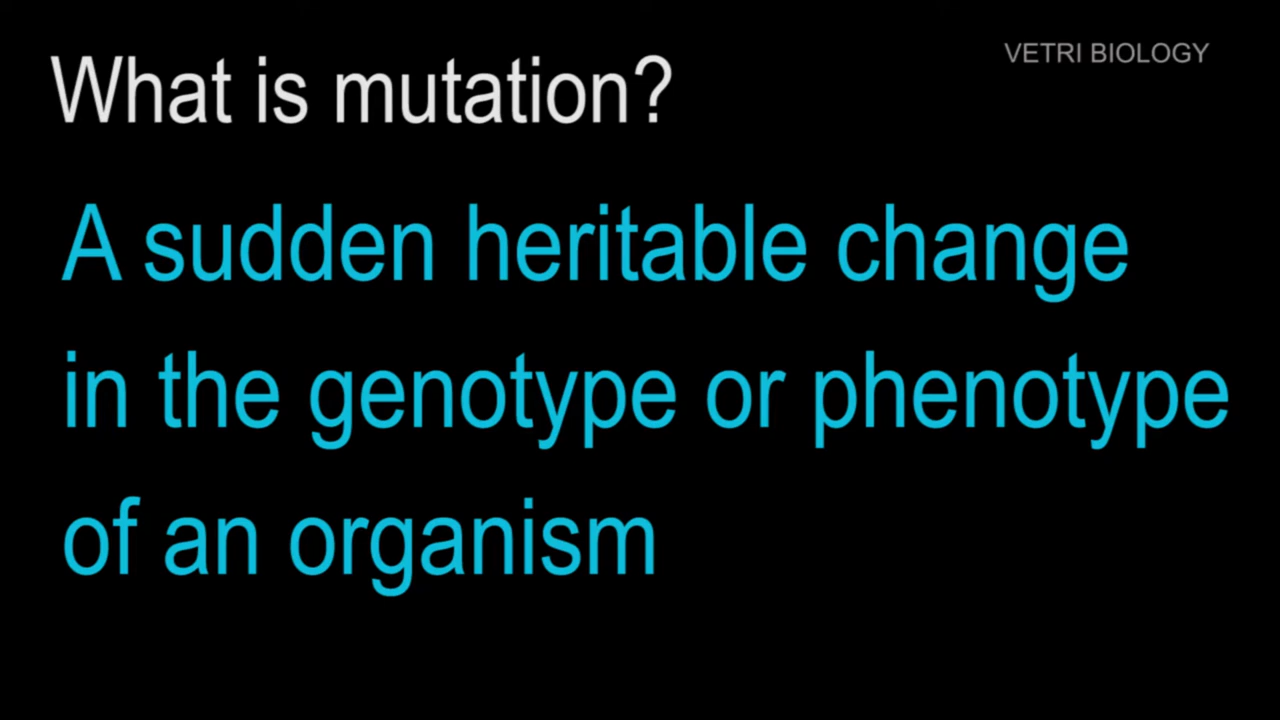 What is mutation?
VETRI BIOLOGY
A sudden heritable change
in the genotype or phenotype
of an organism